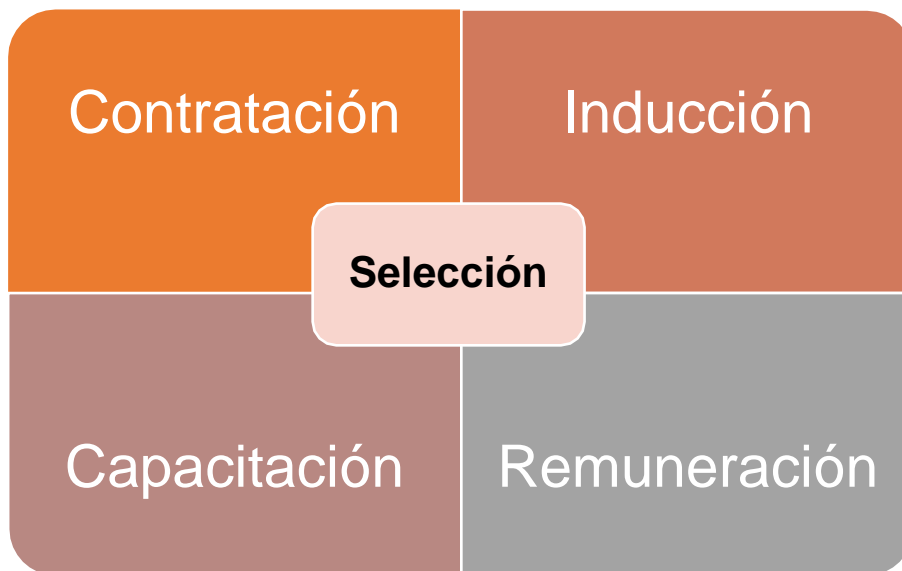 Contratación
Inducción
Selección
Capacitación
Remuneración